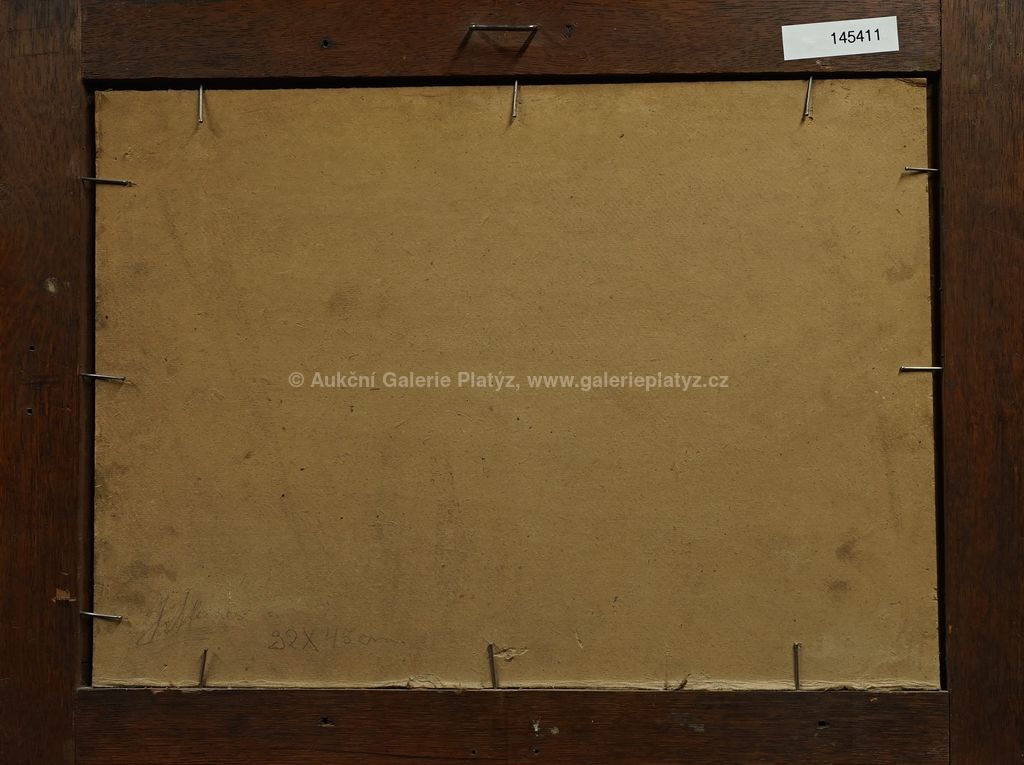 145411
© Aukční Galerie Platýz, www.galerieplatyz.cz
32 X 45 cm.